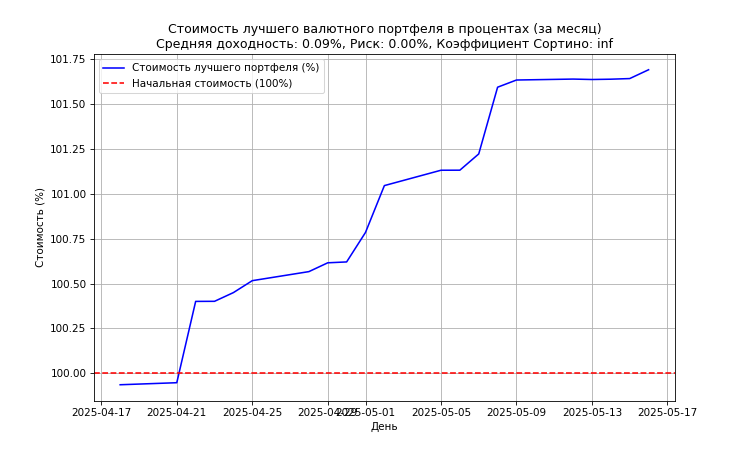 Стоимость лучшего валютного портфеля в процентах (за месяц)
Средняя доходность: 0.09%, Риск: 0.00%, Коэффициент Сортино: inf
Стоимость лучшего портфеля (%)
Начальная стоимость (100%)
Стоимость (%)
101.75
101.50
101.25
101.00
100.75
100.50
100.25
100.00
2025-04-17 2025-04-21 2025-04-25 2025-04-29 2025-05-01 2025-05-05 2025-05-09 2025-05-13 2025-05-17
День